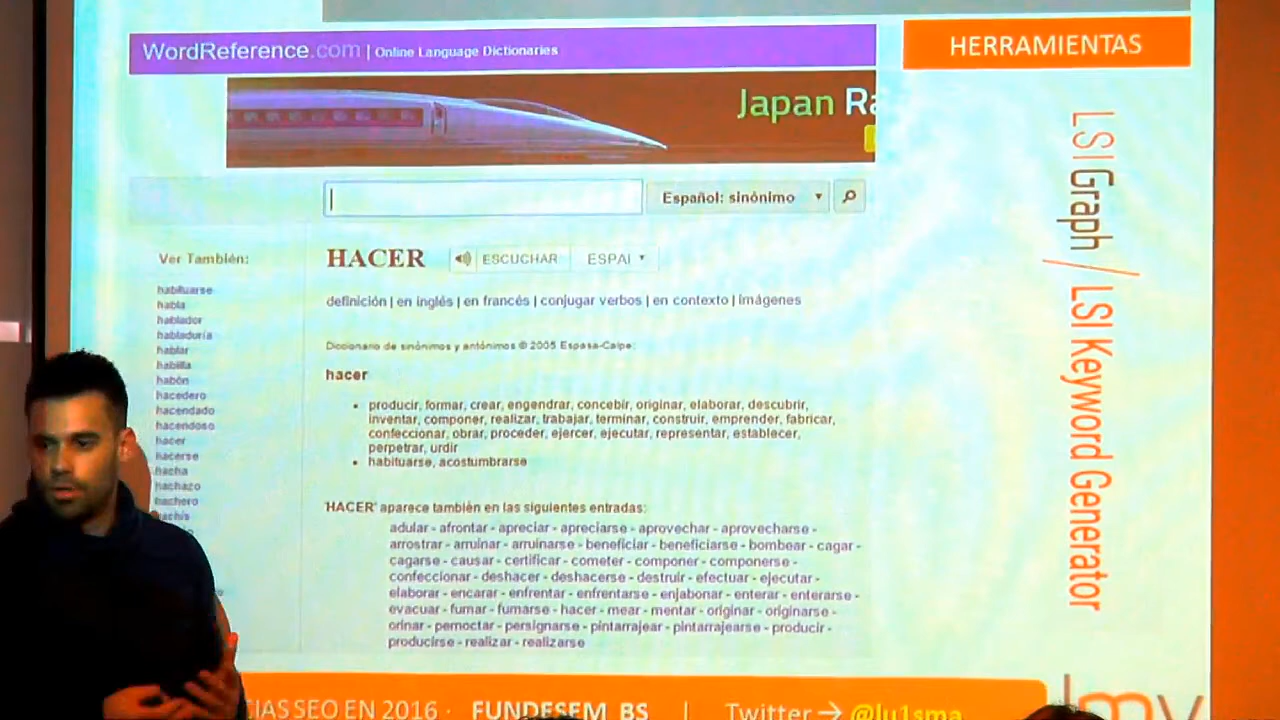 WordReference.com | Online Language Dictionaries
HERRAMIENTAS
Japan Ra
Español: sinónimo
LSI Graph / LSI Keyword Generator
Ver También:
habituarse
habla
hablador
habladuría
hablar
hablilla
habón
hacedero
hacendado
hacendoso
hacer
hacerse
hacha
hachazo
hachero
hachís
HACER
ESCUCHAR
ESPAÑ
definición | en inglés | en francés | conjugar verbos | en contexto | imágenes
Diccionario de sinónimos y antónimos © 2005 Espasa-Calpe:
hacer
• producir, formar, crear, engendrar, concebir, originar, elaborar, descubrir,
inventar, componer, realizar, trabajar, terminar, construir, emprender, fabricar,
confeccionar, obrar, proceder, ejercer, ejecutar, representar, establecer,
perpetrar, urdir
• habituarse, acostumbrarse
'HACER' aparece también en las siguientes entradas:
adular - afrontar - apreciar - apreciarse - aprovechar - aprovecharse -
arrostrar - arruinar - arruinarse - beneficiar - beneficiarse - bombear - cagar -
cagarse - causar - certificar - cometer - componer - componerse -
confeccionar - deshacer - deshacerse - destruir - efectuar - ejecutar -
elaborar - encarar - enfrentar - enfrentarse - enjabonar - enterar - enterarse -
evacuar - fumar - fumarse - hacer - mear - mentar - originar - originarse -
orinar - pernoctar - persignarse - pintarrajear - pintarrajearse - producir -
producirse - realizar - realizarse
CIAS SEO EN 2016 · FUNDESEM BS | Twitter → @lu1sma
lmv